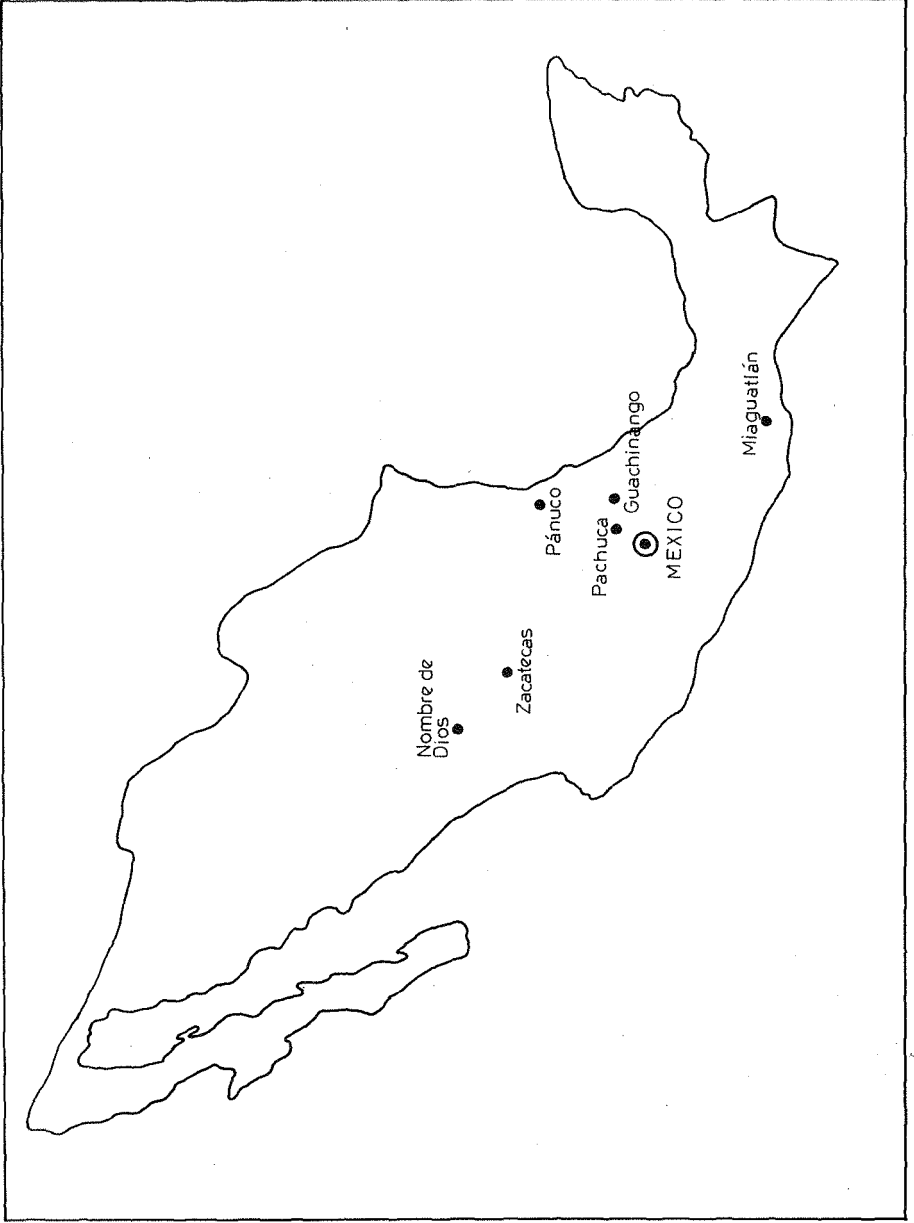 Nombre de
Dios
Zacatecas
Pánuco
Pachuca
Guachinango
MEXICO
Miaguatlán